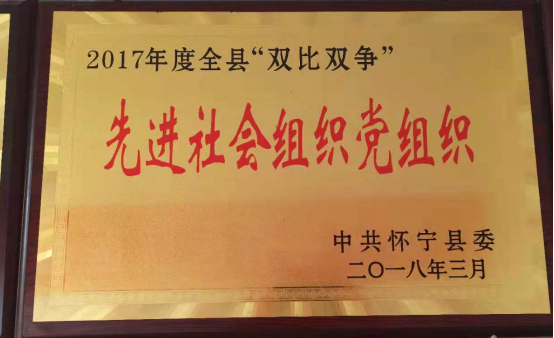 2017年度全县“双比双争”
先进社会组织党组织
中共怀宁县委
二〇一八年三月